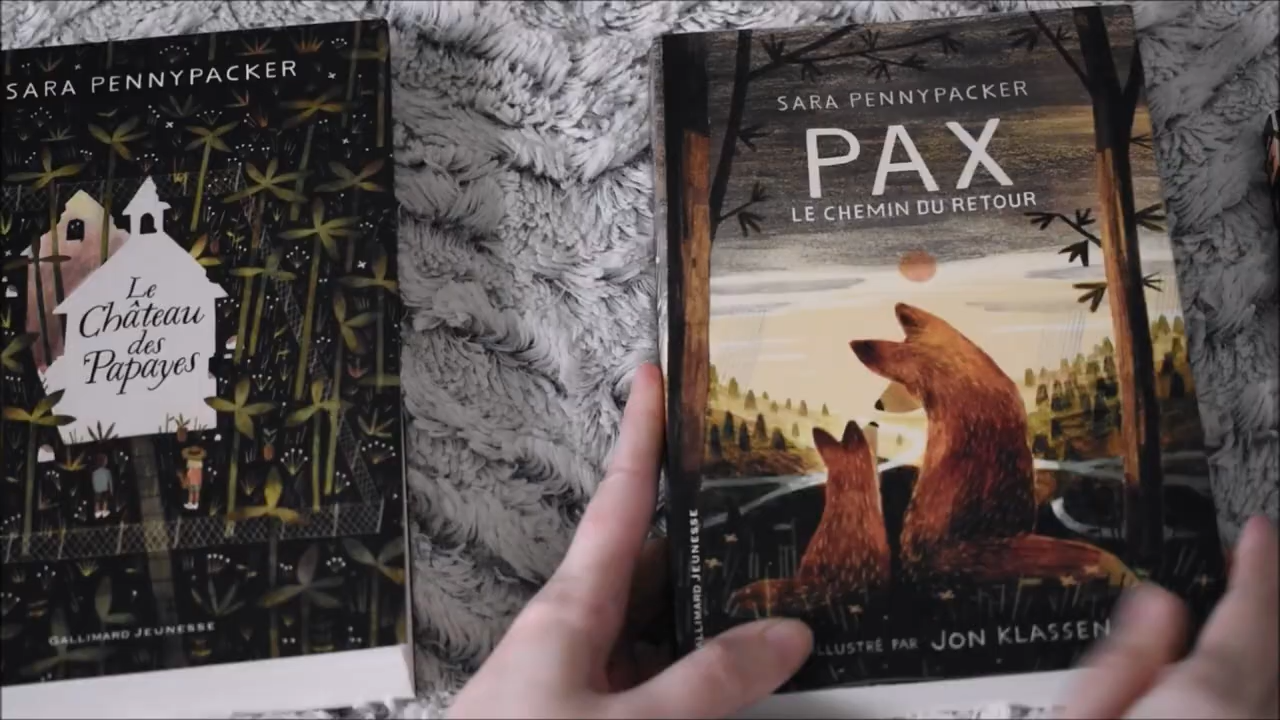 SARA PENNYPACKER
Le
Château
des
Papayes
GALLIMARD JEUNESSE
SARA PENNYPACKER
PAX
LE CHEMIN DU RETOUR
GALLIMARD JEUNESSE
ILLUSTRÉ PAR JON KLASSEN